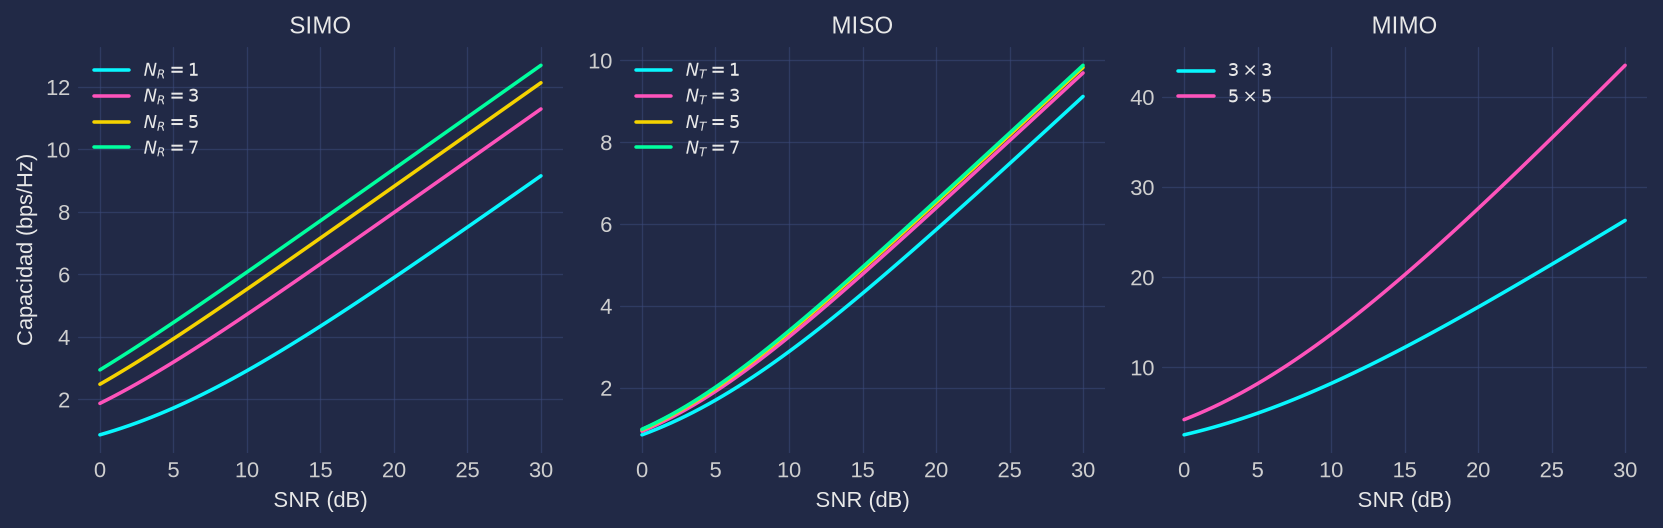 SIMO
MISO
MIMO
Capacidad (bps/Hz)
12
10
8
6
4
2
N_R = 1
N_R = 3
N_R = 5
N_R = 7
0 5 10 15 20 25 30
SNR (dB)
10
8
6
4
2
N_T = 1
N_T = 3
N_T = 5
N_T = 7
0 5 10 15 20 25 30
SNR (dB)
40
30
20
10
3 × 3
5 × 5
0 5 10 15 20 25 30
SNR (dB)